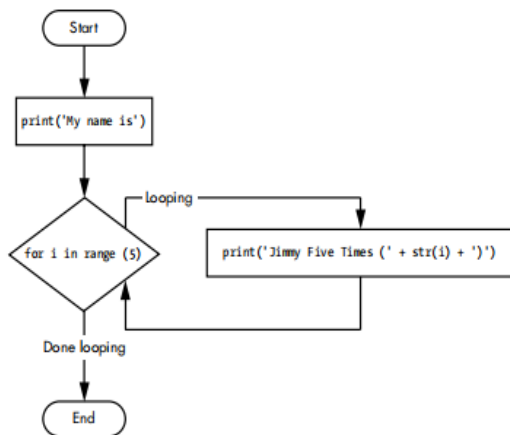 Start
print('My name is')
Looping
for i in range (5)
print('Jimmy Five Times (' + str(i) + ')')
Done looping
End